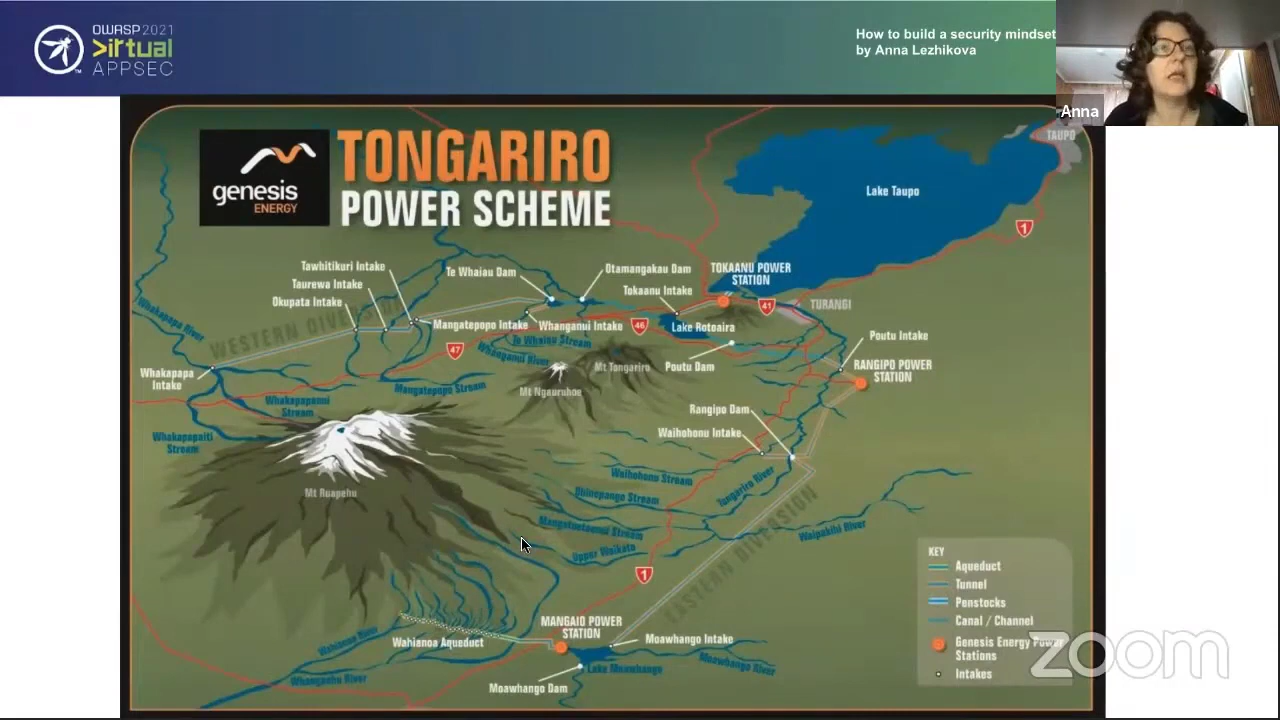 OWASP 2021
>irtual
APPSEC
How to build a security mindset
by Anna Lezhikova
Anna
genesis
ENERGY
TONGARIRO
POWER SCHEME
TAUPO
Lake Taupo
1
Tawhitikuri Intake
Taurewa Intake
Okupata Intake
Te Whaiau Dam
Otamangakau Dam
Tokaanu Intake
TOKAANU POWER
STATION
41
TURANGI
Whakapapa River
WESTERN DIVERSION
Mangatepopo Intake
Whanganui Intake
46
Lake Rotoaira
Te Whaiau Stream
Whanganui River
47
Poutu Intake
RANGIPO POWER
STATION
Whakapapa
Intake
Mt Tongariro
Poutu Dam
Mangatepopo Stream
Mt Ngauruhoe
Whakapapanui
Stream
Rangipo Dam
Waihohonu Intake
Whakapapaiti
Stream
Mt Ruapehu
Waihohonu Stream
Tongariro River
Mangatoetoenui Stream
Waipakihi River
Upper Waikato
EASTERN DIVERSION
1
KEY
Aqueduct
Tunnel
Penstocks
Canal / Channel
Genesis Energy Power
Stations
Intakes
zoom
MANGAIO POWER
STATION
Wahianoa River
Wahianoa Aqueduct
Moawhango Intake
Lake Moawhango
Moawhango River
Whangaehu River
Moawhango Dam